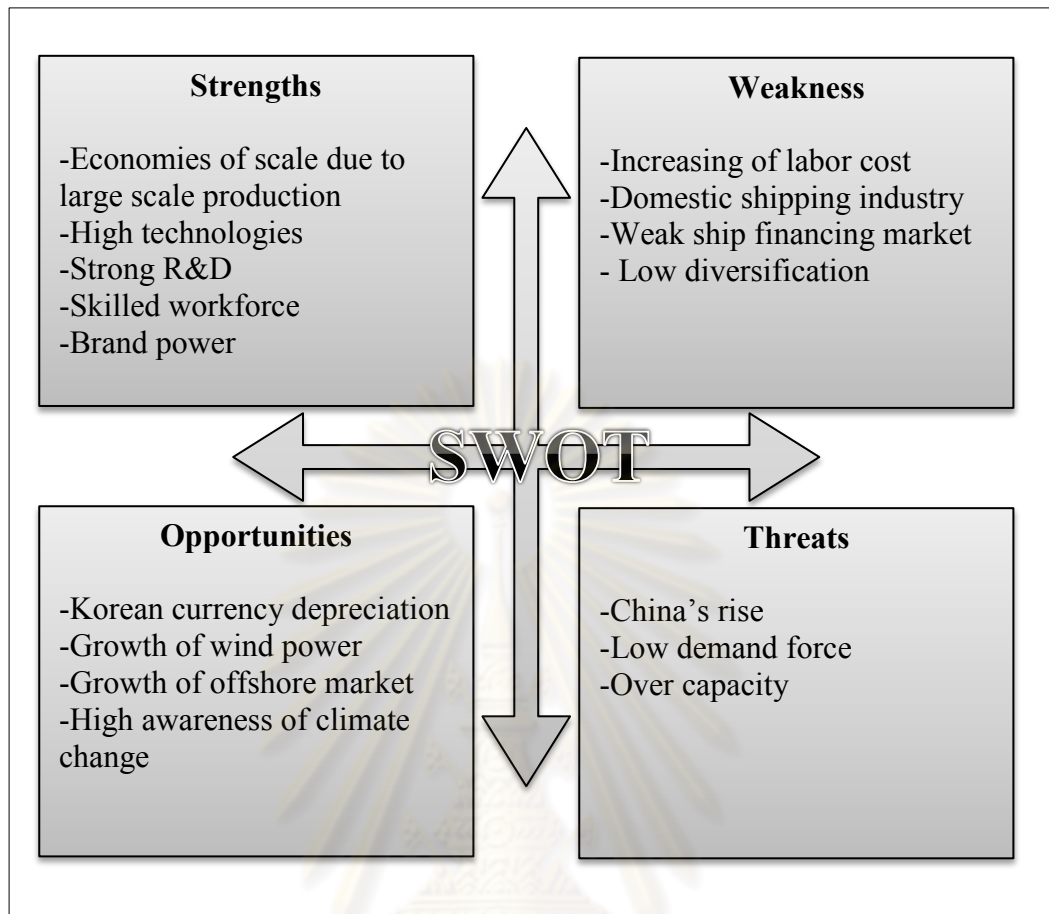 Strengths
-Economies of scale due to
large scale production
-High technologies
-Strong R&D
-Skilled workforce
-Brand power
Weakness
-Increasing of labor cost
-Domestic shipping industry
-Weak ship financing market
- Low diversification
SWOT
Opportunities
-Korean currency depreciation
-Growth of wind power
-Growth of offshore market
-High awareness of climate
change
Threats
-China’s rise
-Low demand force
-Over capacity